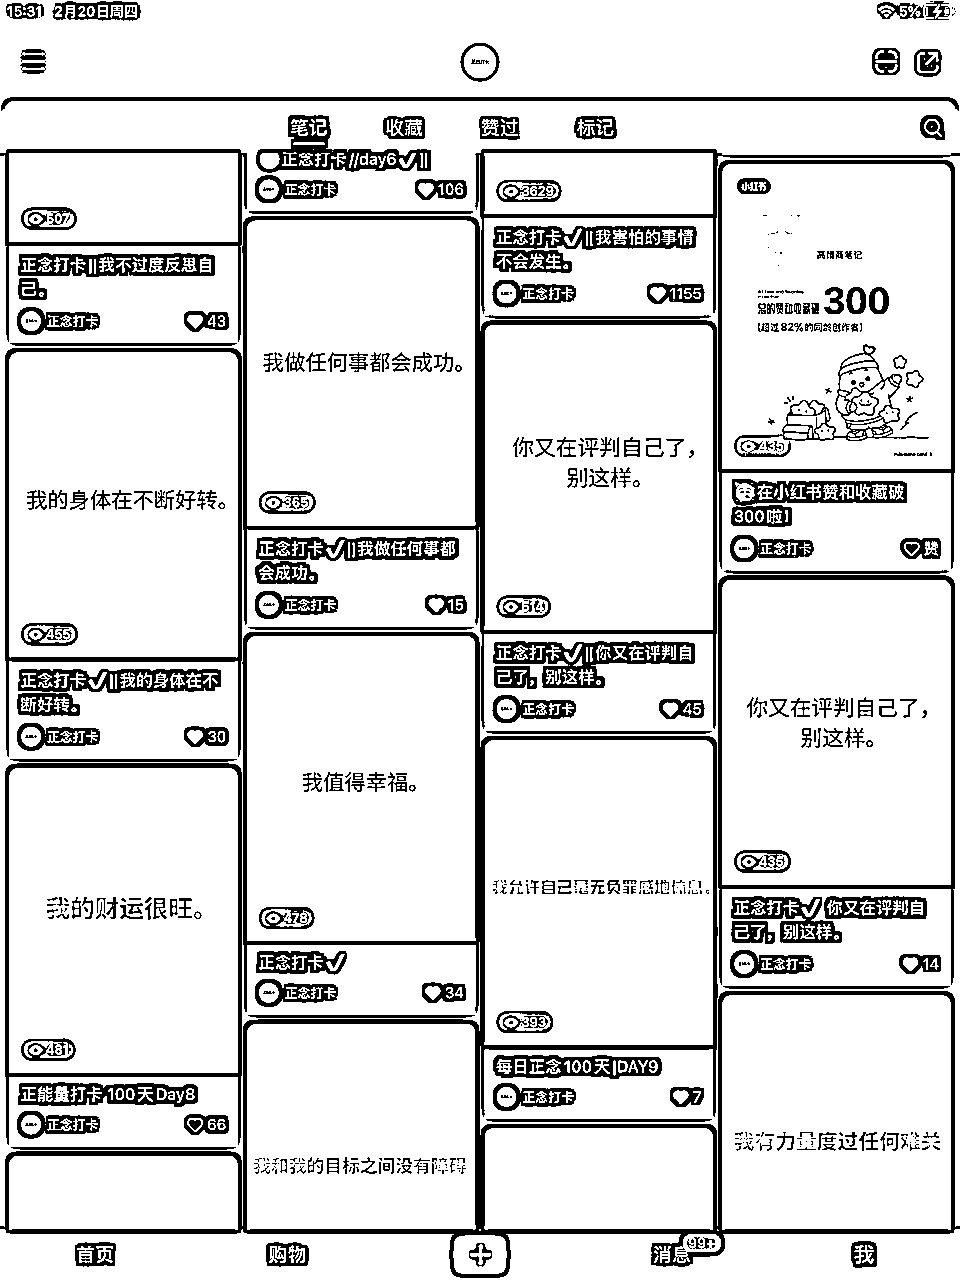 15:31 2月20日周四
5%
笔记
收藏
赞过
标记
607
正念打卡||我不过度反思自
己。
正念打卡
43
我的身体在不断好转。
455
正念打卡✓||我的身体在不
断好转。
正念打卡
30
我的财运很旺。
481
正能量打卡100天Day8
正念打卡
66
正念打卡//day6✓||
正念打卡
106
我做任何事都会成功。
365
正念打卡✓||我做任何事都
会成功。
正念打卡
15
我值得幸福。
478
正念打卡✓
正念打卡
34
我和我的目标之间没有障碍
3629
正念打卡✓||我害怕的事情
不会发生。
正念打卡
1155
你又在评判自己了，
别这样。
514
正念打卡✓||你又在评判自
己了，别这样。
正念打卡
45
我允许自己毫无负罪感地休息。
393
每日正念100天|DAY9
正念打卡
7
小红书
高情商笔记
300
(超过82%的同龄创作者)
435
在小红书赞和收藏破
300啦！
正念打卡
赞
你又在评判自己了，
别这样。
435
正念打卡✓ 你又在评判自
己了，别这样。
正念打卡
14
我有力量度过任何难关
首页
购物
消息
99+
我